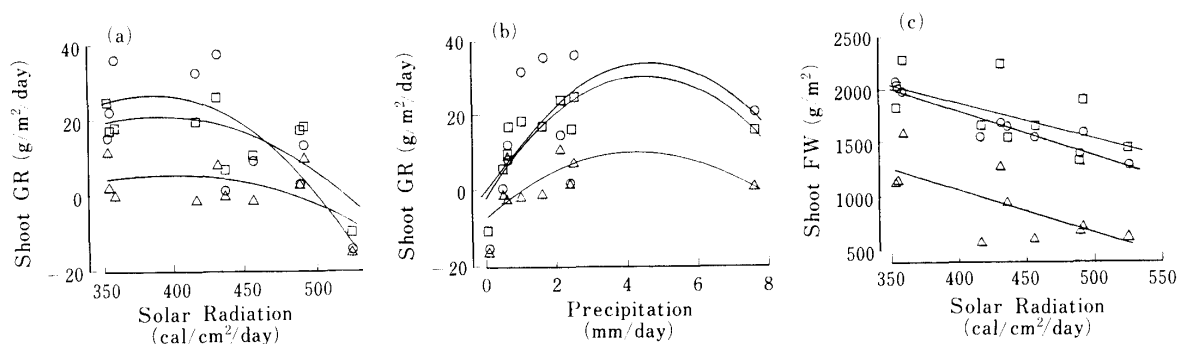 (a)
Shoot GR (g/m²/day)
40
20
0
−20
350
400
450
500
Solar Radiation
(cal/cm²/day)
(b)
Shoot GR (g/m²/day)
40
20
0
−20
0
2
4
6
8
Precipitation
(mm/day)
(c)
Shoot FW (g/m²)
2500
2000
1500
1000
500
350
400
450
500
550
Solar Radiation
(cal/cm²/day)